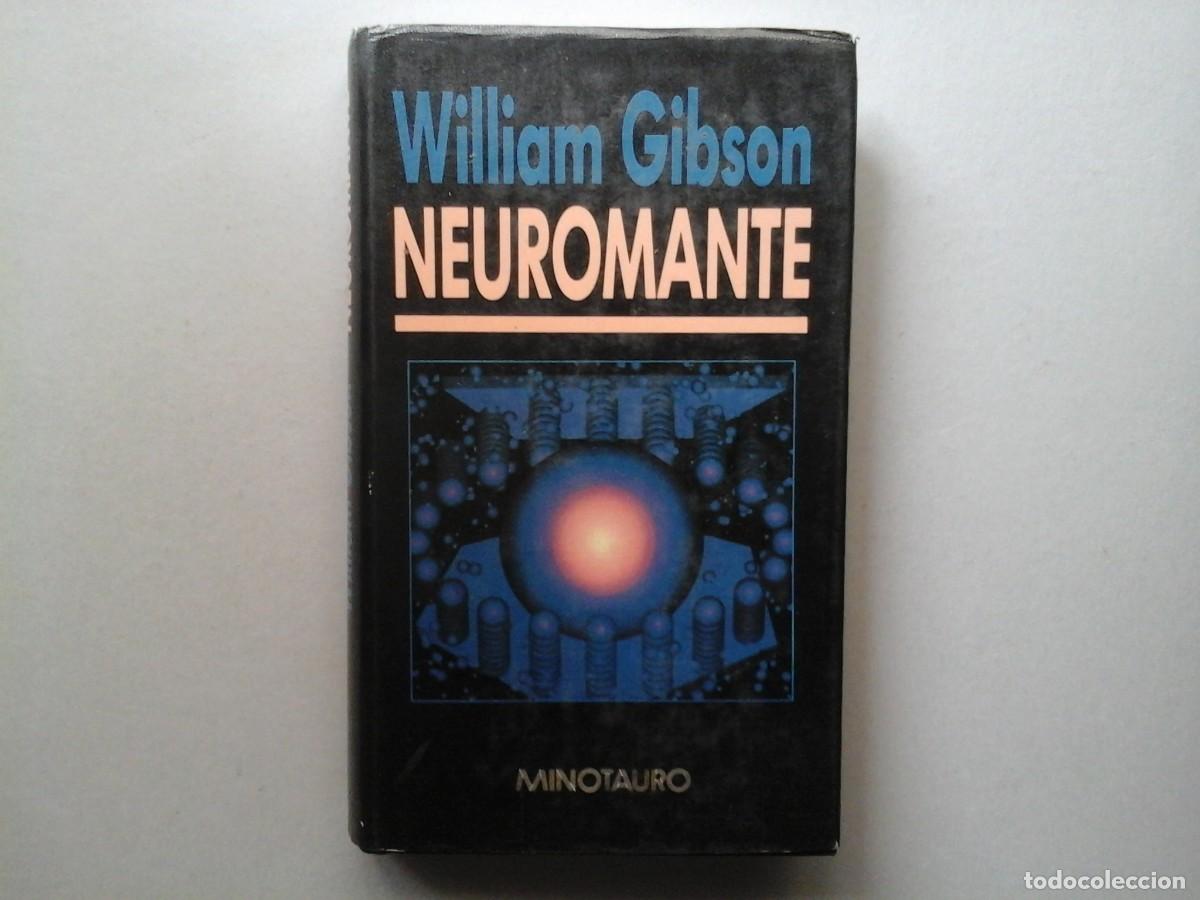 William Gibson
NEUROMANTE
MINOTAURO
todocoleccion